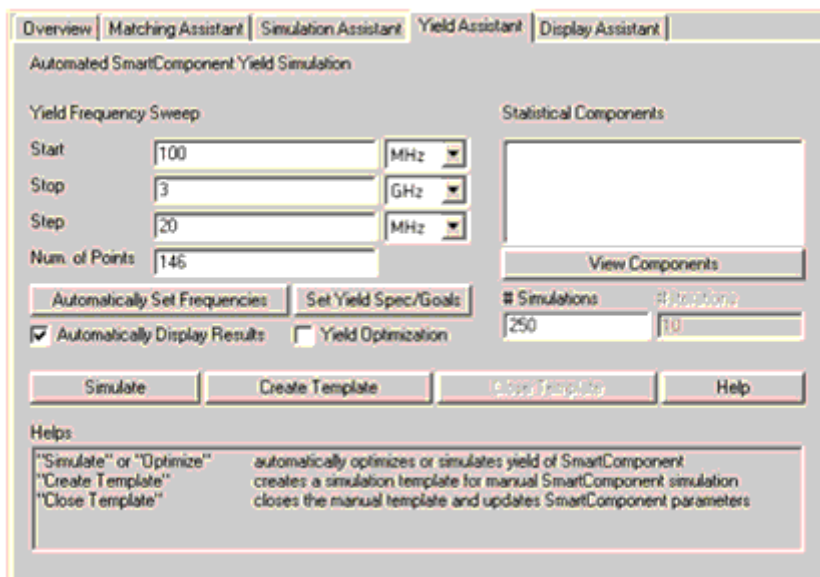 Overview Matching Assistant Simulation Assistant Yield Assistant Display Assistant
Automated SmartComponent Yield Simulation
Yield Frequency Sweep
Statistical Components
Start 100 MHz
Stop 3 GHz
Step 20 MHz
Num. of Points 146
View Components
Automatically Set Frequencies Set Yield Spec/Goals
# Simulations # Iterations
250 10
Automatically Display Results Yield Optimization
Simulate Create Template Close Template Help
Helps
"Simulate" or "Optimize" automatically optimizes or simulates yield of SmartComponent
"Create Template" creates a simulation template for manual SmartComponent simulation
"Close Template" closes the manual template and updates SmartComponent parameters